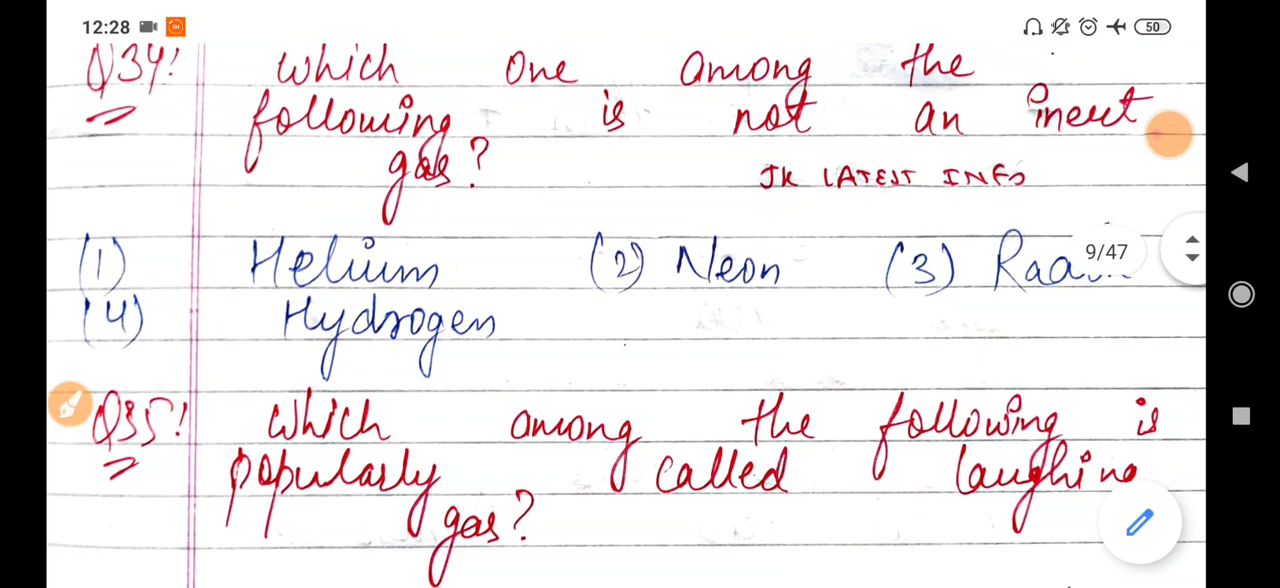 12:28 50
Q34! Which one among the
following is not an inert
gas?
JK LATEST INFO
(1) Helium (2) Neon (3)
9/47
(4) Hydrogen
Q35! Which among the following is
popularly called laughing
gas?